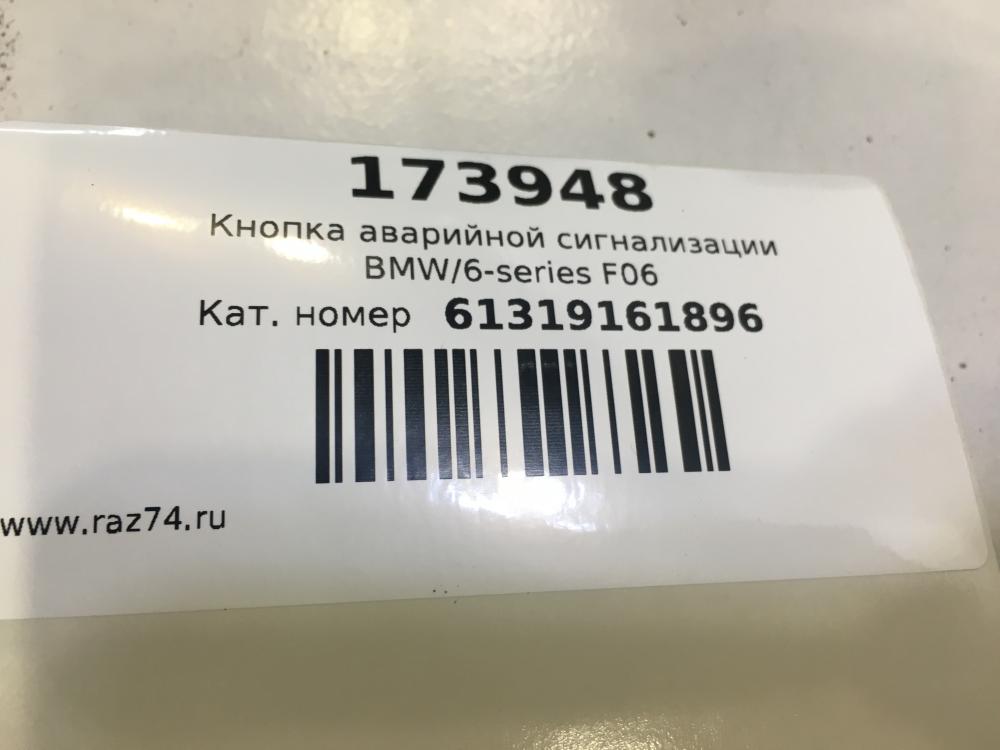 173948
Кнопка аварийной сигнализации
BMW/6-series F06
Кат. номер 61319161896
www.raz74.ru